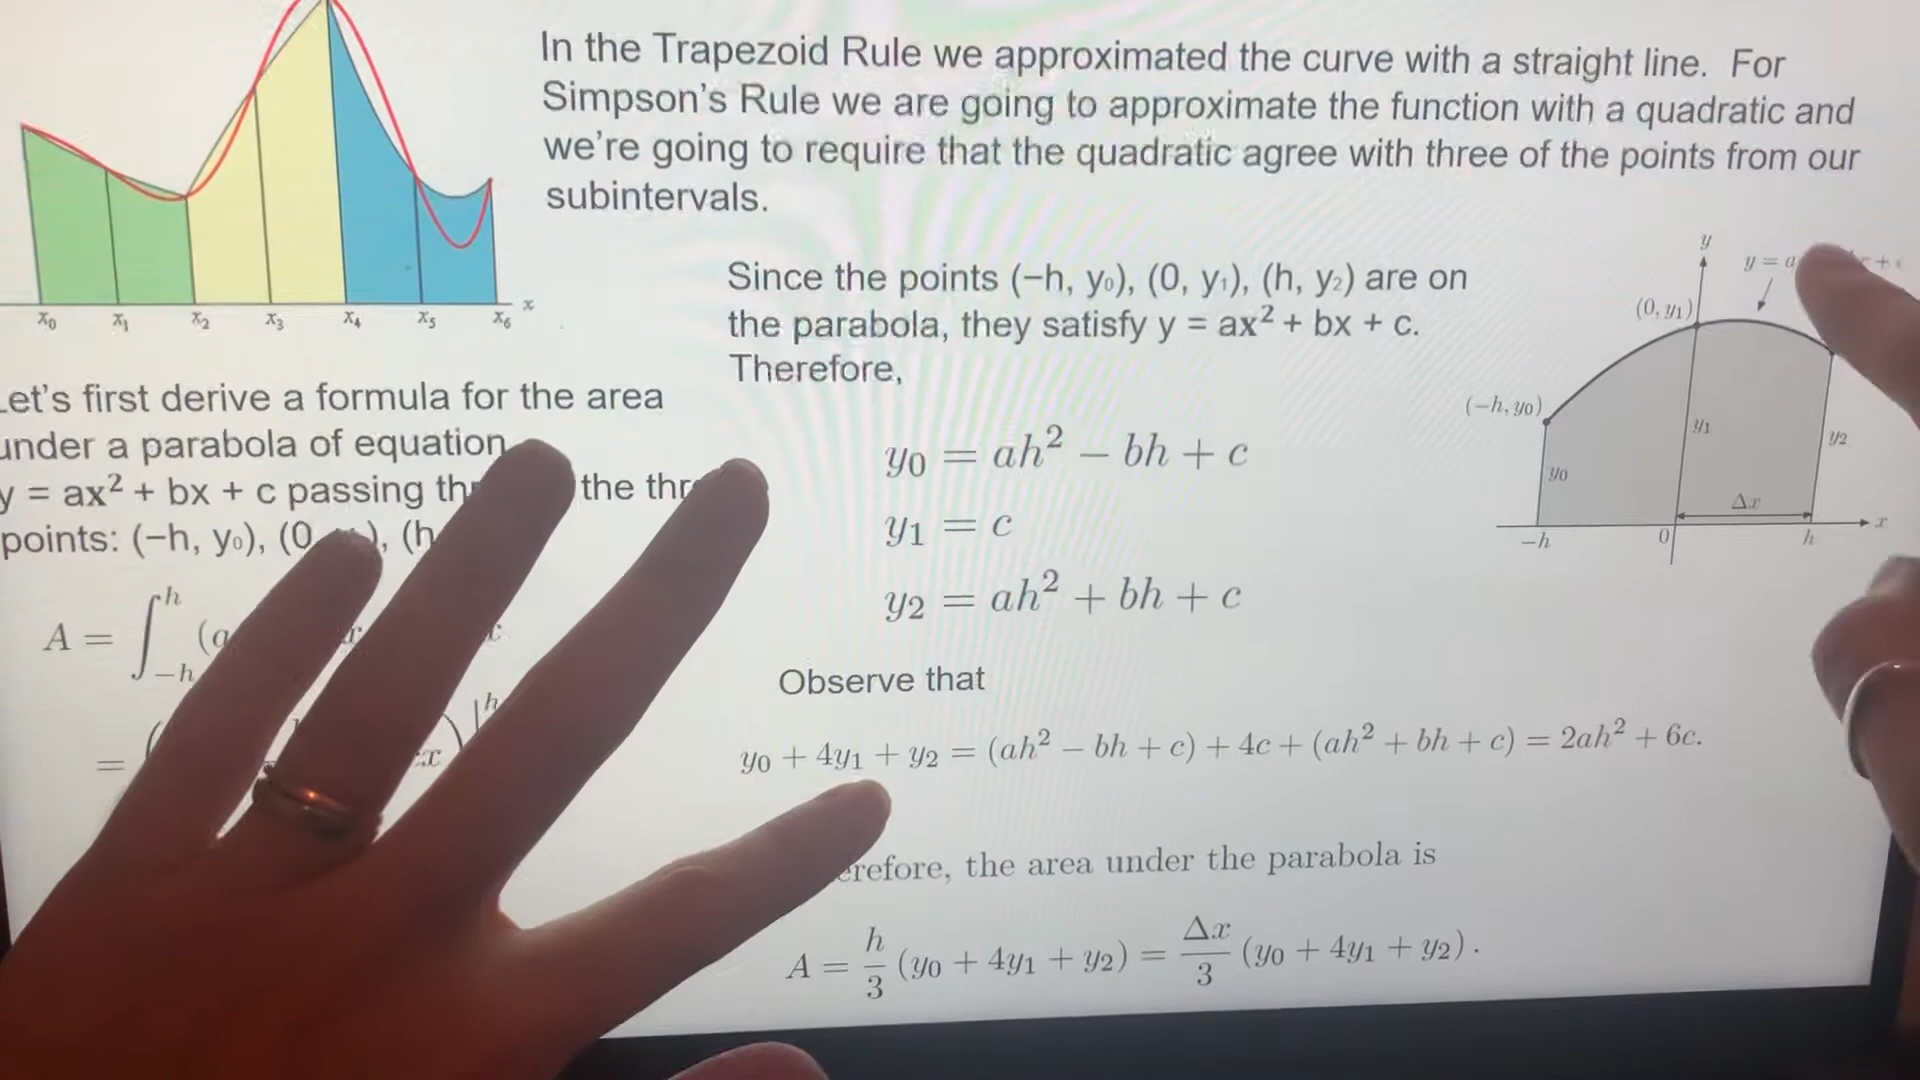 In the Trapezoid Rule we approximated the curve with a straight line. For
Simpson's Rule we are going to approximate the function with a quadratic and
we're going to require that the quadratic agree with three of the points from our
subintervals.
x₀ x₁ x₂ x₃ x₄ x₅ x₆ x
Let's first derive a formula for the area
under a parabola of equation
y = ax² + bx + c passing the
points: (−h, y₀), (0, ), (h
A = ∫₋ₕʰ (a
=
x ) |ʰ
Since the points (−h, y₀), (0, y₁), (h, y₂) are on
the parabola, they satisfy y = ax² + bx + c.
Therefore,
y₀ = ah² − bh + c
y₁ = c
y₂ = ah² + bh + c
Observe that
y₀ + 4y₁ + y₂ = (ah² − bh + c) + 4c + (ah² + bh + c) = 2ah² + 6c.
erefore, the area under the parabola is
A = h/3 (y₀ + 4y₁ + y₂) = Δx/3 (y₀ + 4y₁ + y₂).
y
y = a
(0, y₁)
(−h, y₀)
y₀ y₁ y₂
Δx
−h 0 h x